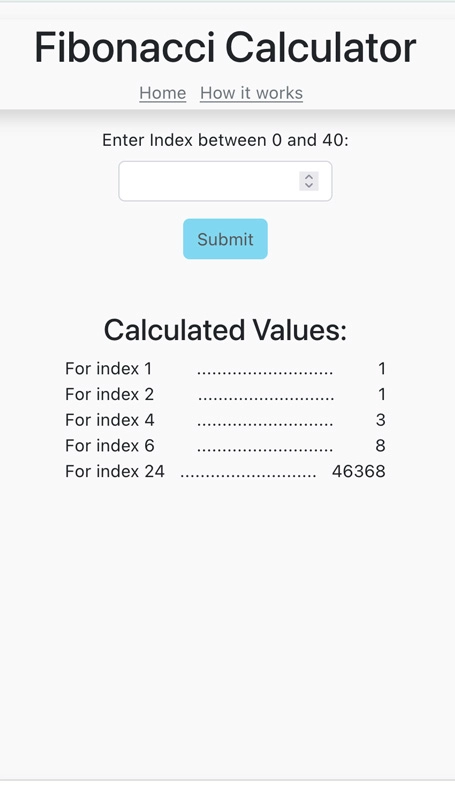 Fibonacci Calculator
Home How it works
Enter Index between 0 and 40:
Submit
Calculated Values:
For index 1 ........................... 1
For index 2 ........................... 1
For index 4 ........................... 3
For index 6 ........................... 8
For index 24 ........................... 46368